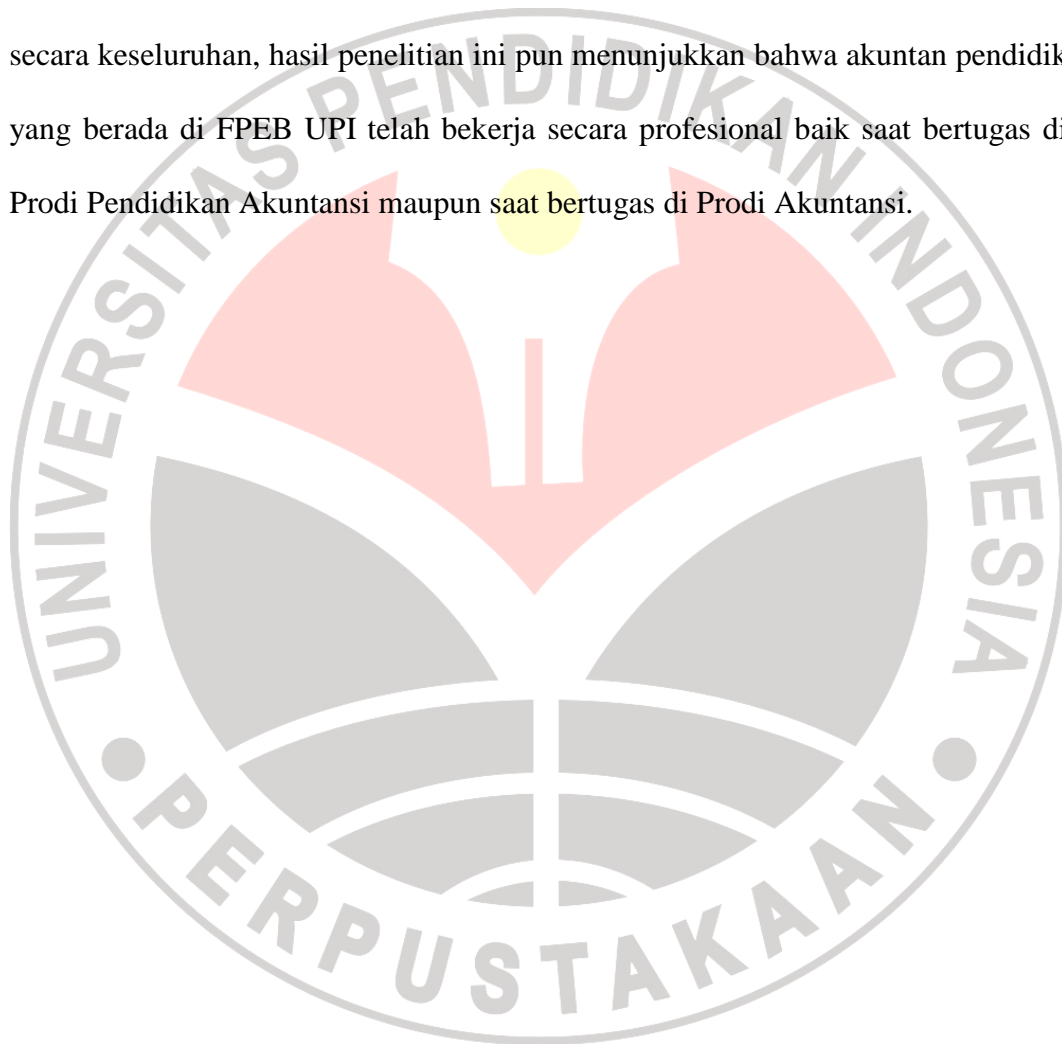 secara keseluruhan, hasil penelitian ini pun menunjukkan bahwa akuntan pendidik
yang berada di FPEB UPI telah bekerja secara profesional baik saat bertugas di
Prodi Pendidikan Akuntansi maupun saat bertugas di Prodi Akuntansi.
UNIVERSITAS PENDIDIKAN INDONESIA
PERPUSTAKAAN